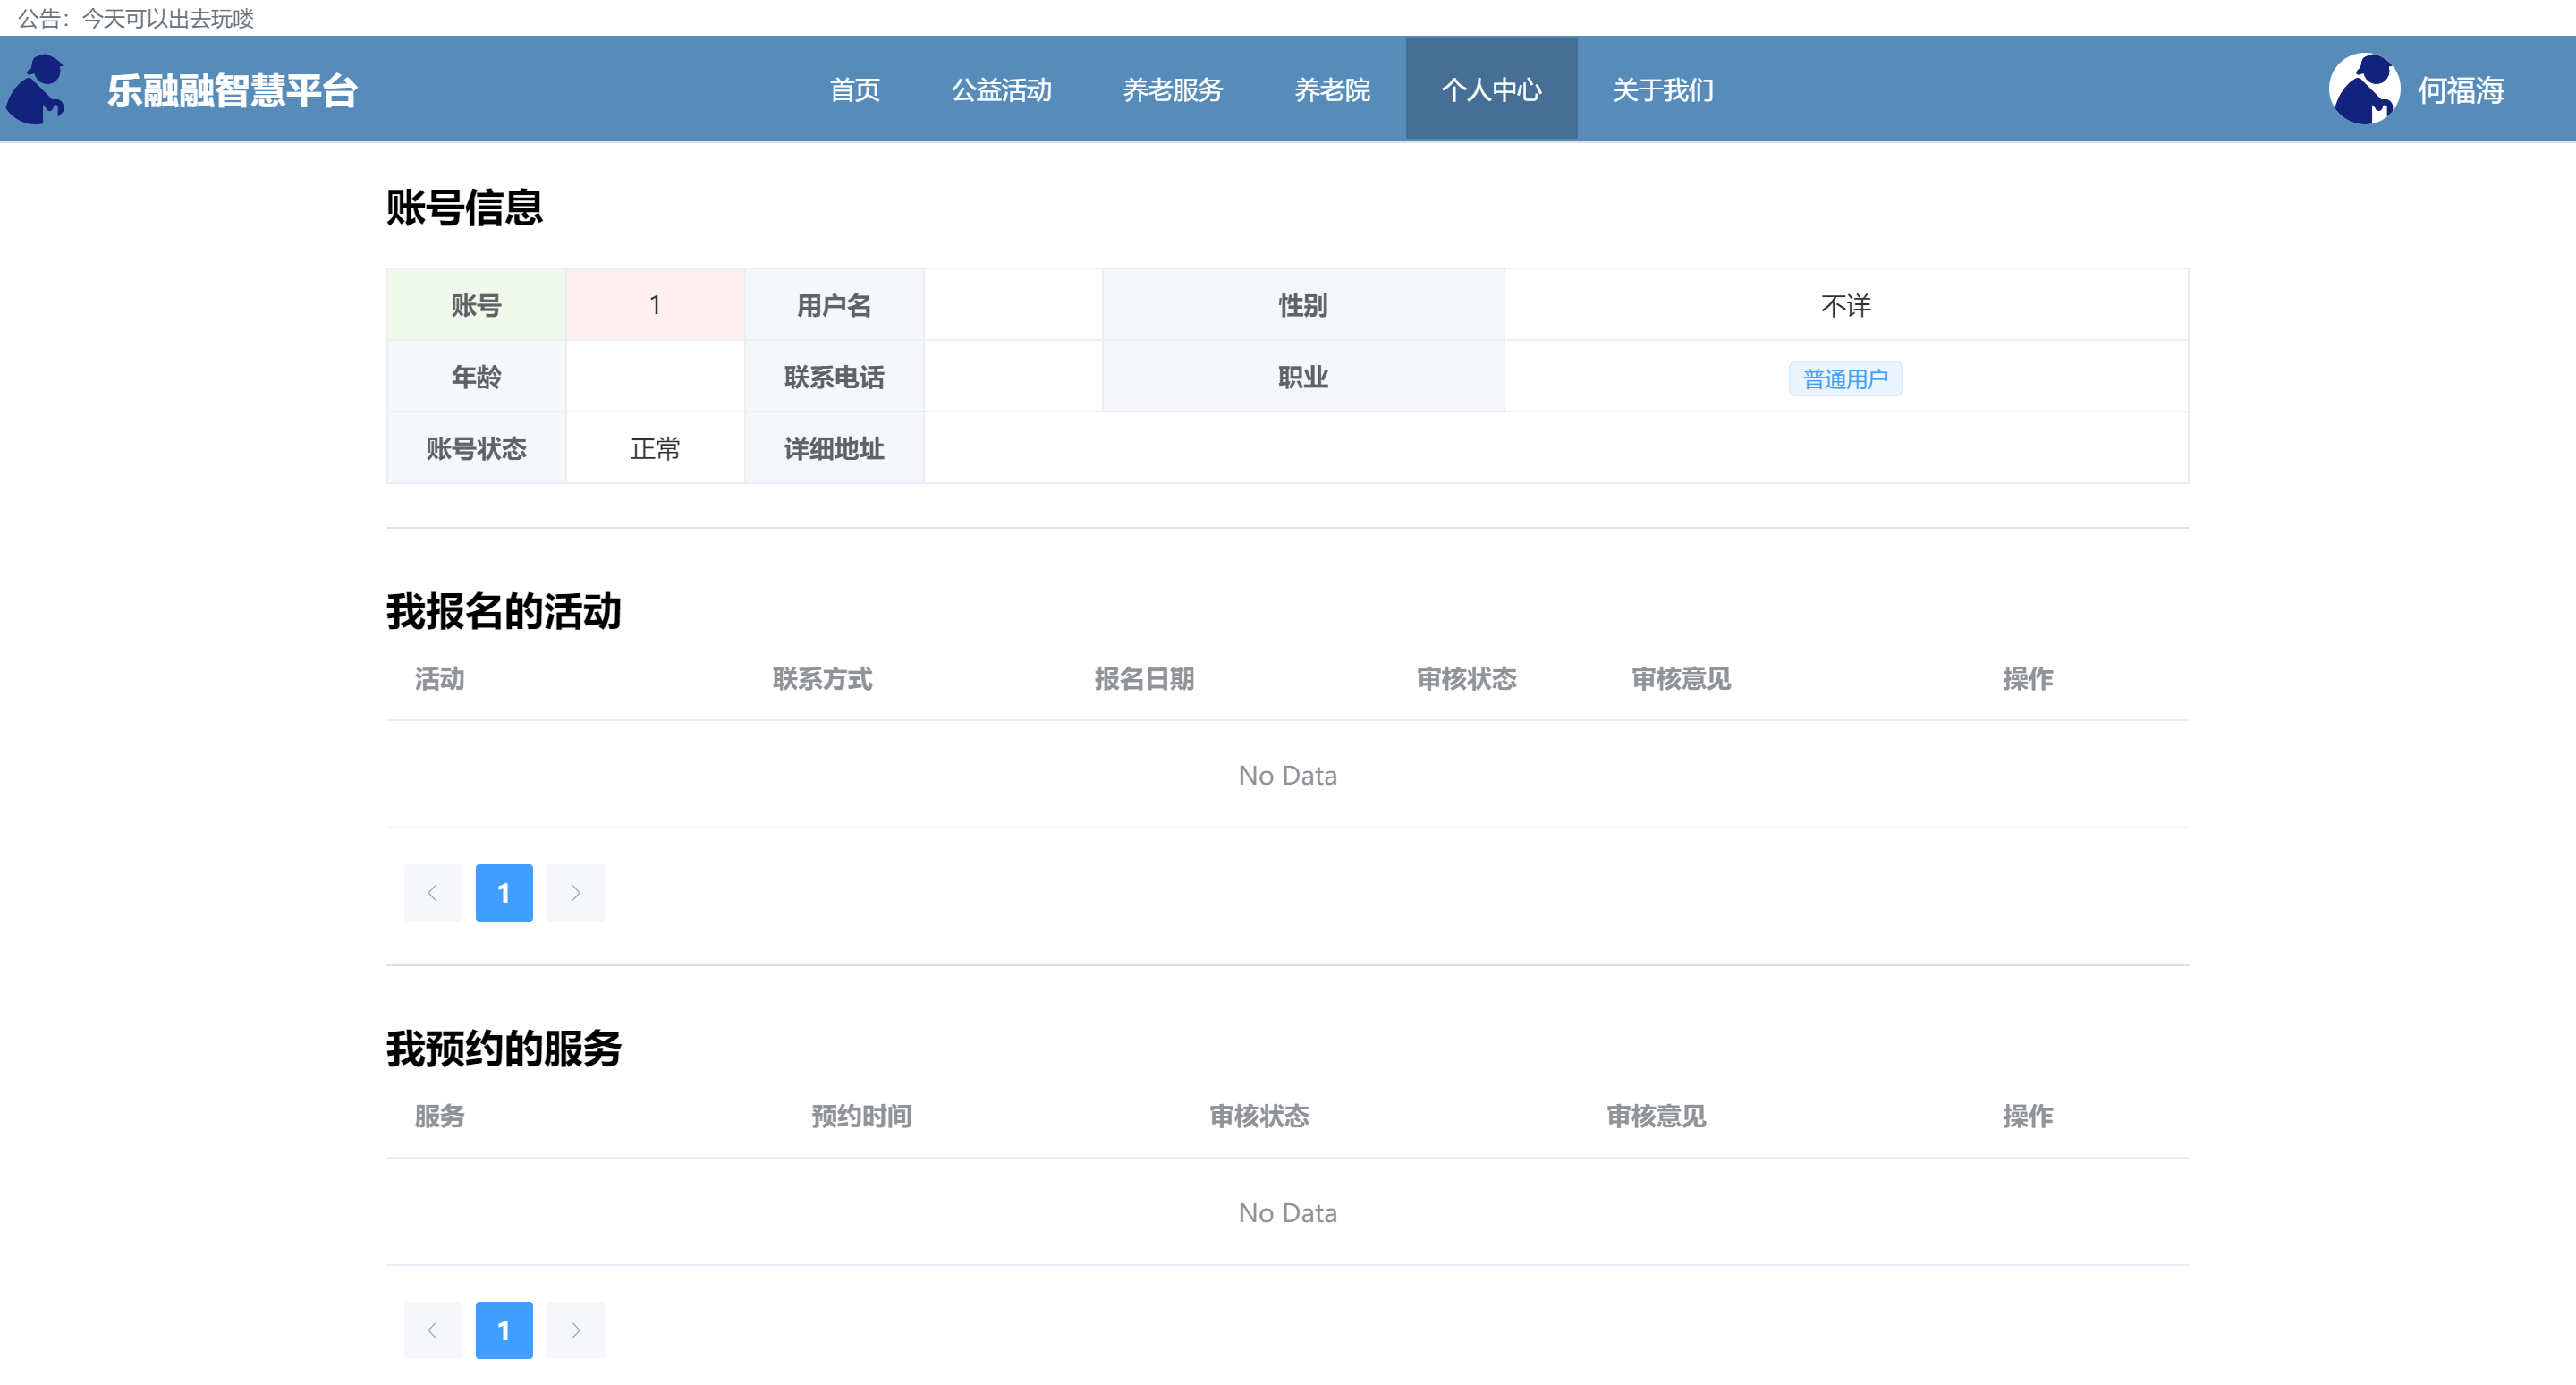 公告：今天可以出去玩喽
乐融融智慧平台 首页 公益活动 养老服务 养老院 个人中心 关于我们 何福海
账号信息
账号 1 用户名 性别 不详
年龄 联系电话 职业 普通用户
账号状态 正常 详细地址
我报名的活动
活动 联系方式 报名日期 审核状态 审核意见 操作
No Data
1
我预约的服务
服务 预约时间 审核状态 审核意见 操作
No Data
1